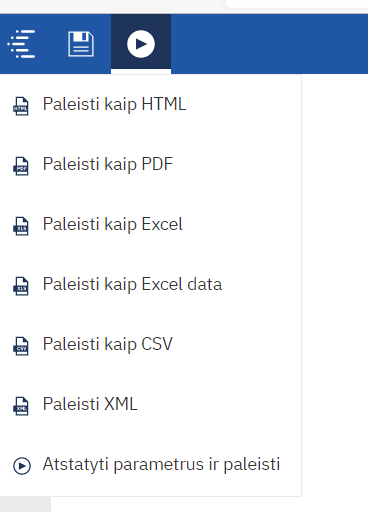 Paleisti kaip HTML
Paleisti kaip PDF
Paleisti kaip Excel
Paleisti kaip Excel data
Paleisti kaip CSV
Paleisti XML
Atstatyti parametrus ir paleisti